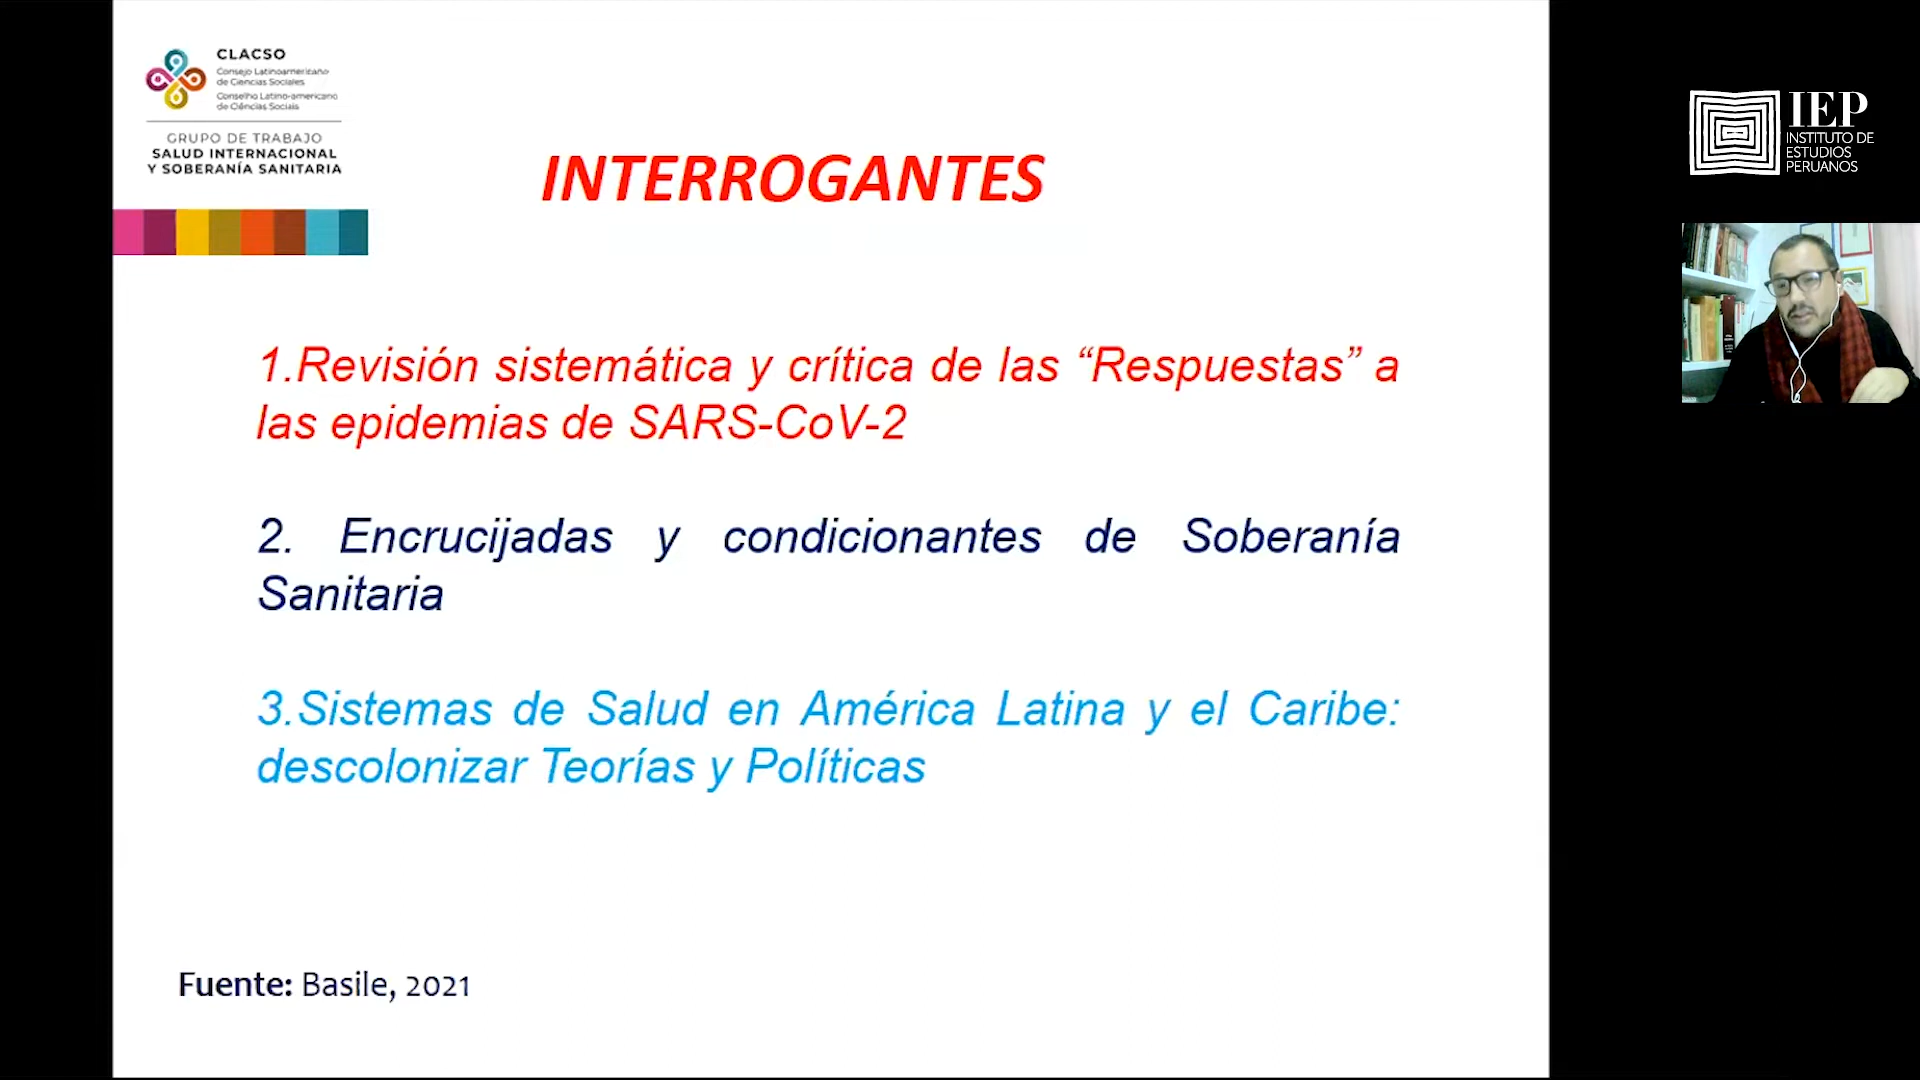 CLACSO
Consejo Latinoamericano
de Ciencias Sociales
Conselho Latino-americano
de Ciências Sociais
GRUPO DE TRABAJO
SALUD INTERNACIONAL
Y SOBERANÍA SANITARIA
INTERROGANTES
1.Revisión sistemática y crítica de las “Respuestas” a
las epidemias de SARS-CoV-2
2. Encrucijadas y condicionantes de Soberanía
Sanitaria
3.Sistemas de Salud en América Latina y el Caribe:
descolonizar Teorías y Políticas
Fuente: Basile, 2021
IEP
INSTITUTO DE
ESTUDIOS
PERUANOS